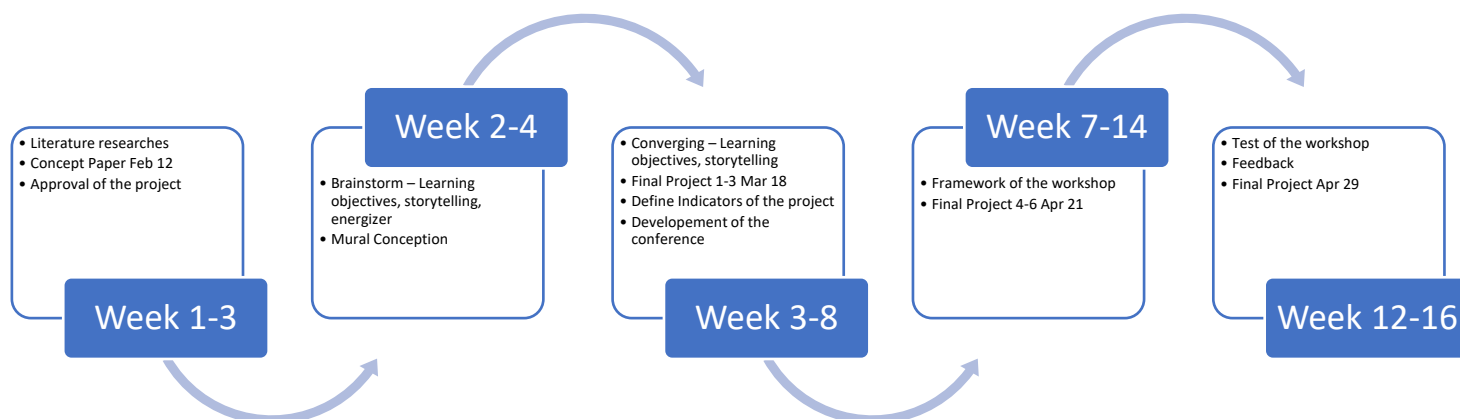 • Literature researches
• Concept Paper Feb 12
• Approval of the project
Week 1-3
Week 2-4
• Brainstorm – Learning
objectives, storytelling,
energizer
• Mural Conception
• Converging – Learning
objectives, storytelling
• Final Project 1-3 Mar 18
• Define Indicators of the project
• Developement of the
conference
Week 3-8
Week 7-14
• Framework of the workshop
• Final Project 4-6 Apr 21
• Test of the workshop
• Feedback
• Final Project Apr 29
Week 12-16